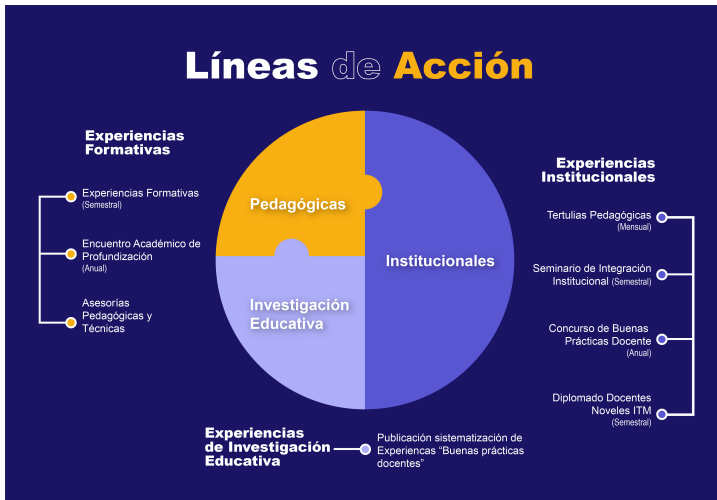 Líneas de Acción
Experiencias
Formativas
Experiencias Formativas
(Semestral)
Encuentro Académico de
Profundización
(Anual)
Asesorías
Pedagógicas y
Técnicas
Pedagógicas
Institucionales
Investigación
Educativa
Experiencias
Institucionales
Tertulias Pedagógicas
(Mensual)
Seminario de Integración
Institucional (Semestral)
Concurso de Buenas
Prácticas Docente
(Anual)
Diplomado Docentes
Noveles ITM
(Semestral)
Experiencias
de Investigación
Educativa
Publicación sistematización de
Experiencas “Buenas prácticas
docentes”